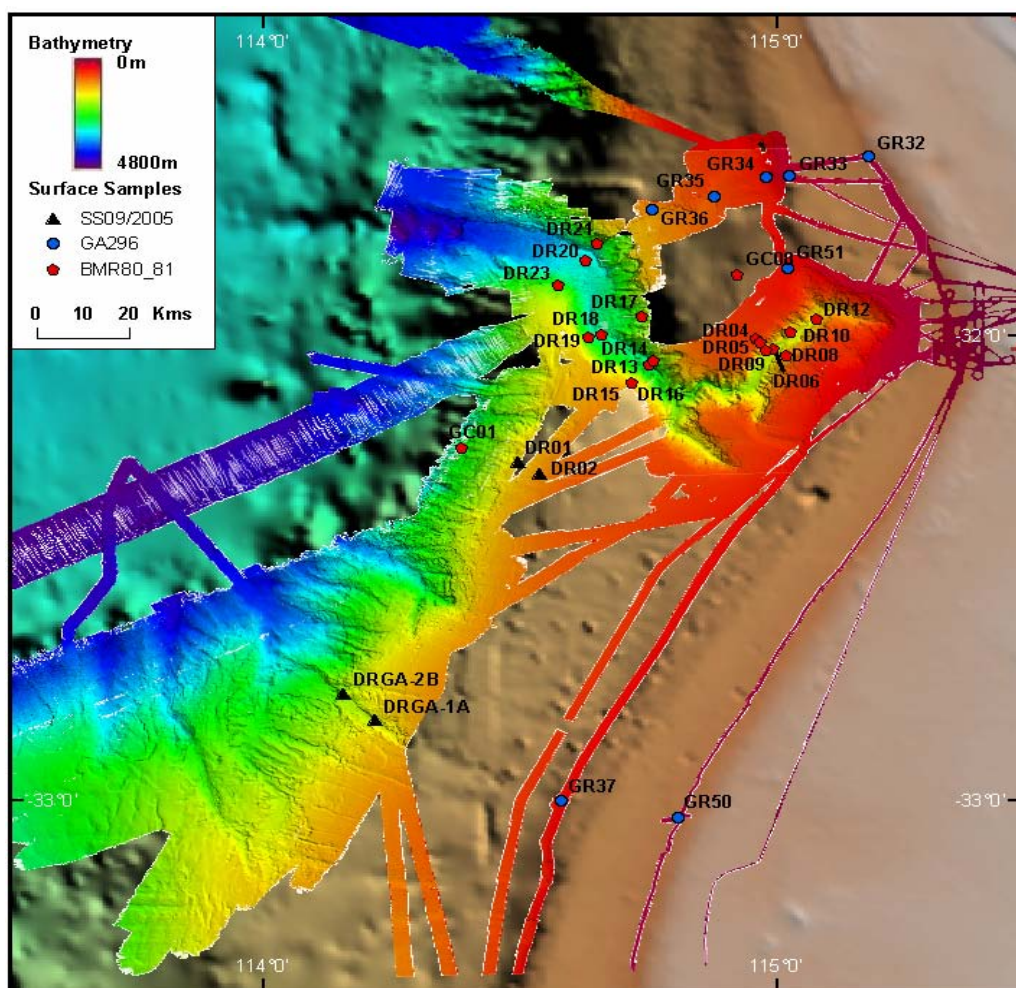 Bathymetry
0m
4800m
Surface Samples
SS09/2005
GA296
BMR80_81
0 10 20 Kms
114°0'
115°0'
GR32
GR34
GR33
GR35
GR36
DR21
DR20
GC08
GR51
DR23
DR17
DR12
DR18
DR04
DR10
-32°0'
DR19
DR14
DR05
DR13
DR09
DR08
DR06
DR15
DR16
GC01
DR01
DR02
DRGA-2B
DRGA-1A
-33°0'
GR37
GR50
-33°0'
114°0'
115°0'